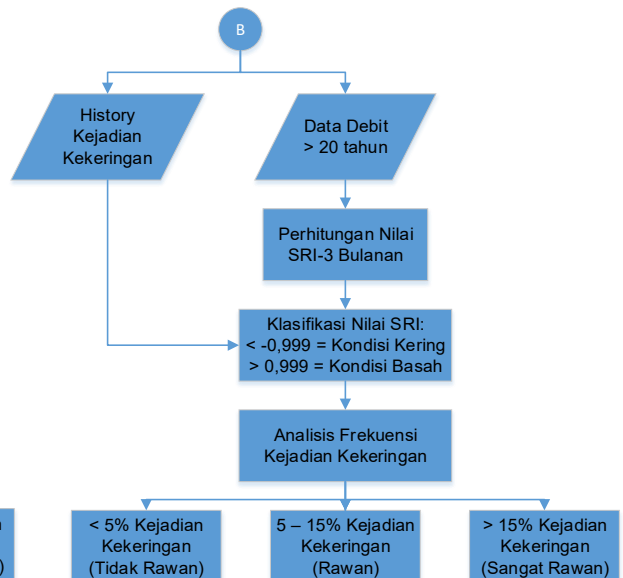 B
History
Kejadian
Kekeringan
Data Debit
> 20 tahun
Perhitungan Nilai
SRI-3 Bulanan
Klasifikasi Nilai SRI:
< -0,999 = Kondisi Kering
> 0,999 = Kondisi Basah
Analisis Frekuensi
Kejadian Kekeringan
)
< 5% Kejadian
Kekeringan
(Tidak Rawan)
5 – 15% Kejadian
Kekeringan
(Rawan)
> 15% Kejadian
Kekeringan
(Sangat Rawan)